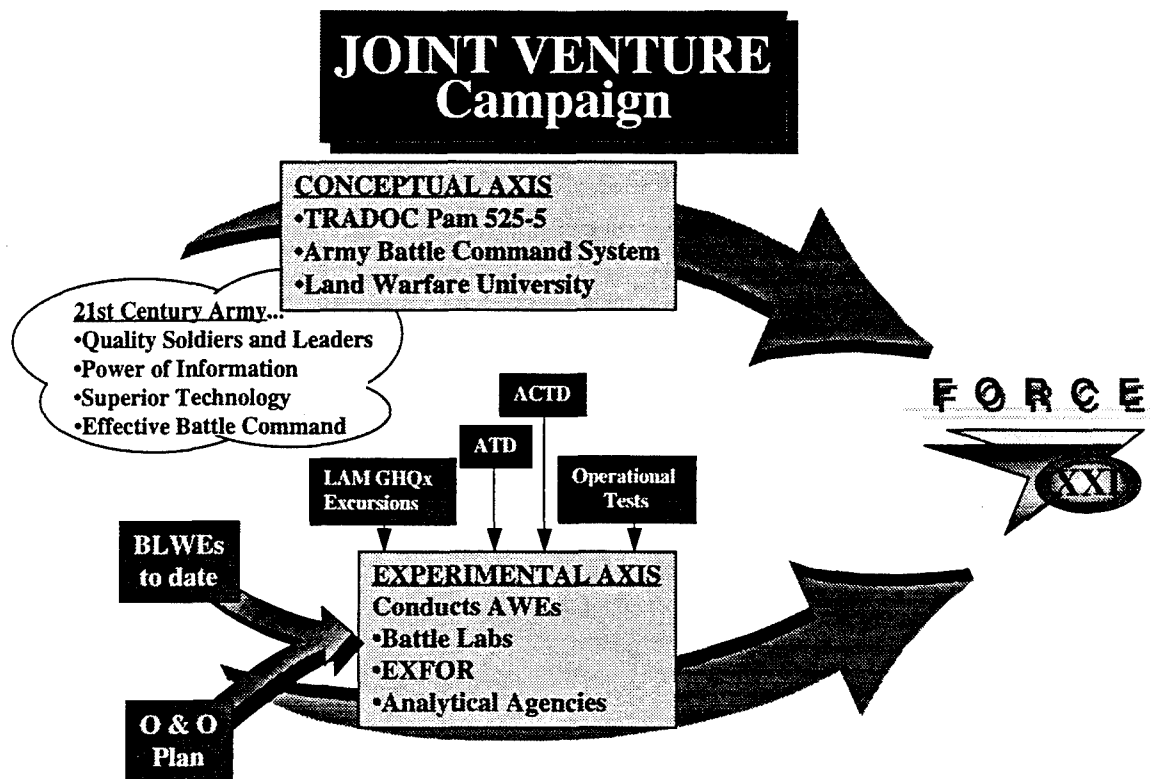 JOINT VENTURE
Campaign
CONCEPTUAL AXIS
•TRADOC Pam 525-5
•Army Battle Command System
•Land Warfare University
21st Century Army...
•Quality Soldiers and Leaders
•Power of Information
•Superior Technology
•Effective Battle Command
FORCE
XXI
ACTD
ATD
LAM GHQx
Excursions
Operational
Tests
BLWEs
to date
EXPERIMENTAL AXIS
Conducts AWEs
•Battle Labs
•EXFOR
•Analytical Agencies
O & O
Plan